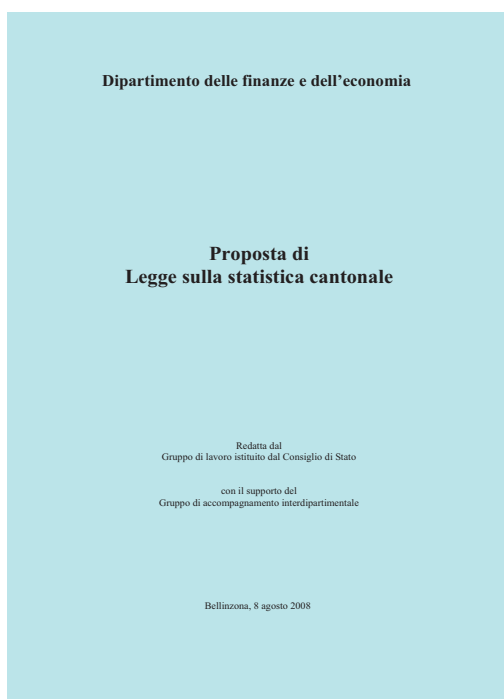 Dipartimento delle finanze e dell'economia
Proposta di
Legge sulla statistica cantonale
Redatta dal
Gruppo di lavoro istituito dal Consiglio di Stato
con il supporto del
Gruppo di accompagnamento interdipartimentale
Bellinzona, 8 agosto 2008